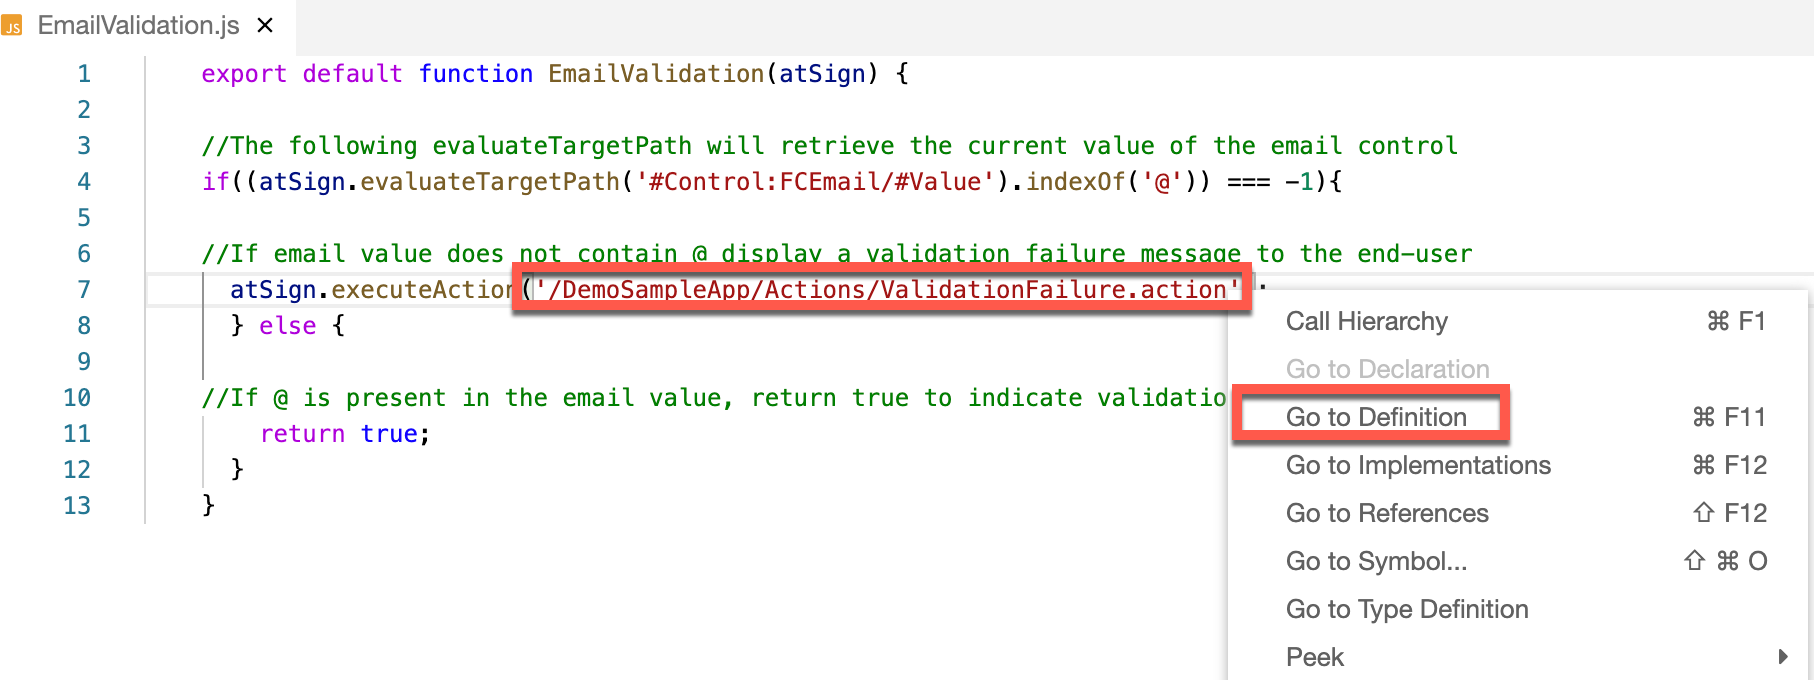 JS EmailValidation.js ×
1 export default function EmailValidation(atSign) {
2
3 //The following evaluateTargetPath will retrieve the current value of the email control
4 if((atSign.evaluateTargetPath('#Control:FCEmail/#Value').indexOf('@')) === -1){
5
6 //If email value does not contain @ display a validation failure message to the end-user
7 atSign.executeAction('/DemoSampleApp/Actions/ValidationFailure.action'
8 } else {
9
10 //If @ is present in the email value, return true to indicate validatio
11 return true;
12 }
13 }
Call Hierarchy ⌘ F1
Go to Declaration
Go to Definition ⌘ F11
Go to Implementations ⌘ F12
Go to References ⇧ F12
Go to Symbol... ⇧ ⌘ O
Go to Type Definition
Peek